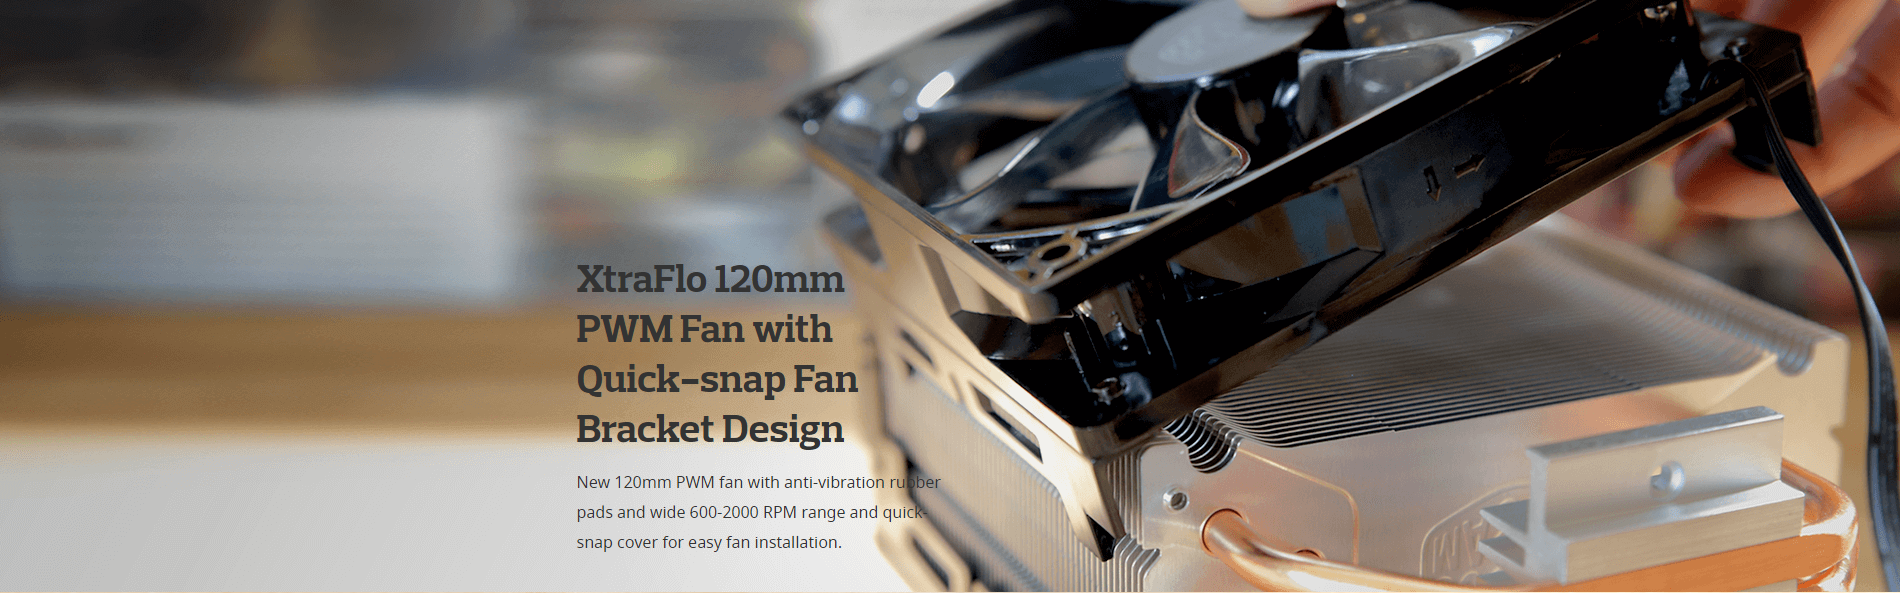 XtraFlo 120mm
PWM Fan with
Quick-snap Fan
Bracket Design
New 120mm PWM fan with anti-vibration rubber
pads and wide 600-2000 RPM range and quick-
snap cover for easy fan installation.